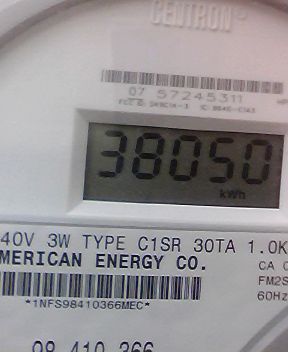 CENTRON®
07 57245311
38050
kWh
40V 3W TYPE C1SR 30TA 1.0K
MERICAN ENERGY CO.
CA
FM2S
60Hz
*1NFS98410366MEC*
98 410 366